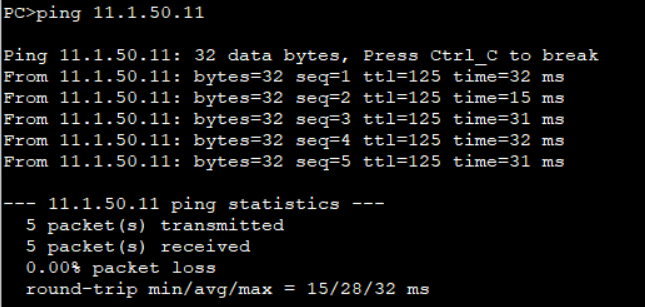 PC>ping 11.1.50.11
Ping 11.1.50.11: 32 data bytes, Press Ctrl_C to break
From 11.1.50.11: bytes=32 seq=1 ttl=125 time=32 ms
From 11.1.50.11: bytes=32 seq=2 ttl=125 time=15 ms
From 11.1.50.11: bytes=32 seq=3 ttl=125 time=31 ms
From 11.1.50.11: bytes=32 seq=4 ttl=125 time=32 ms
From 11.1.50.11: bytes=32 seq=5 ttl=125 time=31 ms
--- 11.1.50.11 ping statistics ---
5 packet(s) transmitted
5 packet(s) received
0.00% packet loss
round-trip min/avg/max = 15/28/32 ms